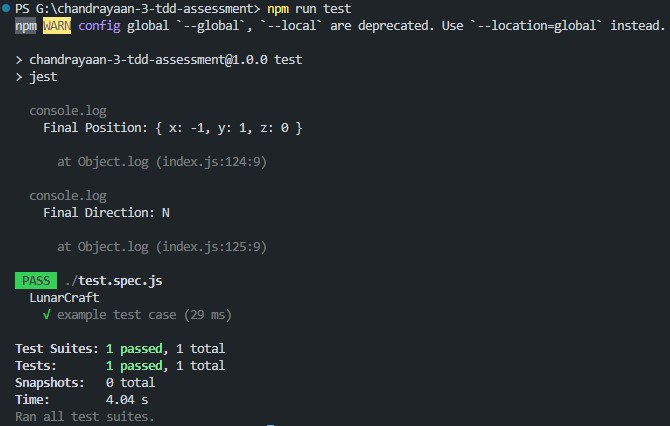 PS G:\chandrayaan-3-tdd-assessment> npm run test
npm WARN config global `--global`, `--local` are deprecated. Use `--location=global` instead.
> chandrayaan-3-tdd-assessment@1.0.0 test
> jest
console.log
Final Position: { x: -1, y: 1, z: 0 }
at Object.log (index.js:124:9)
console.log
Final Direction: N
at Object.log (index.js:125:9)
PASS ./test.spec.js
LunarCraft
√ example test case (29 ms)
Test Suites: 1 passed, 1 total
Tests: 1 passed, 1 total
Snapshots: 0 total
Time: 4.04 s
Ran all test suites.